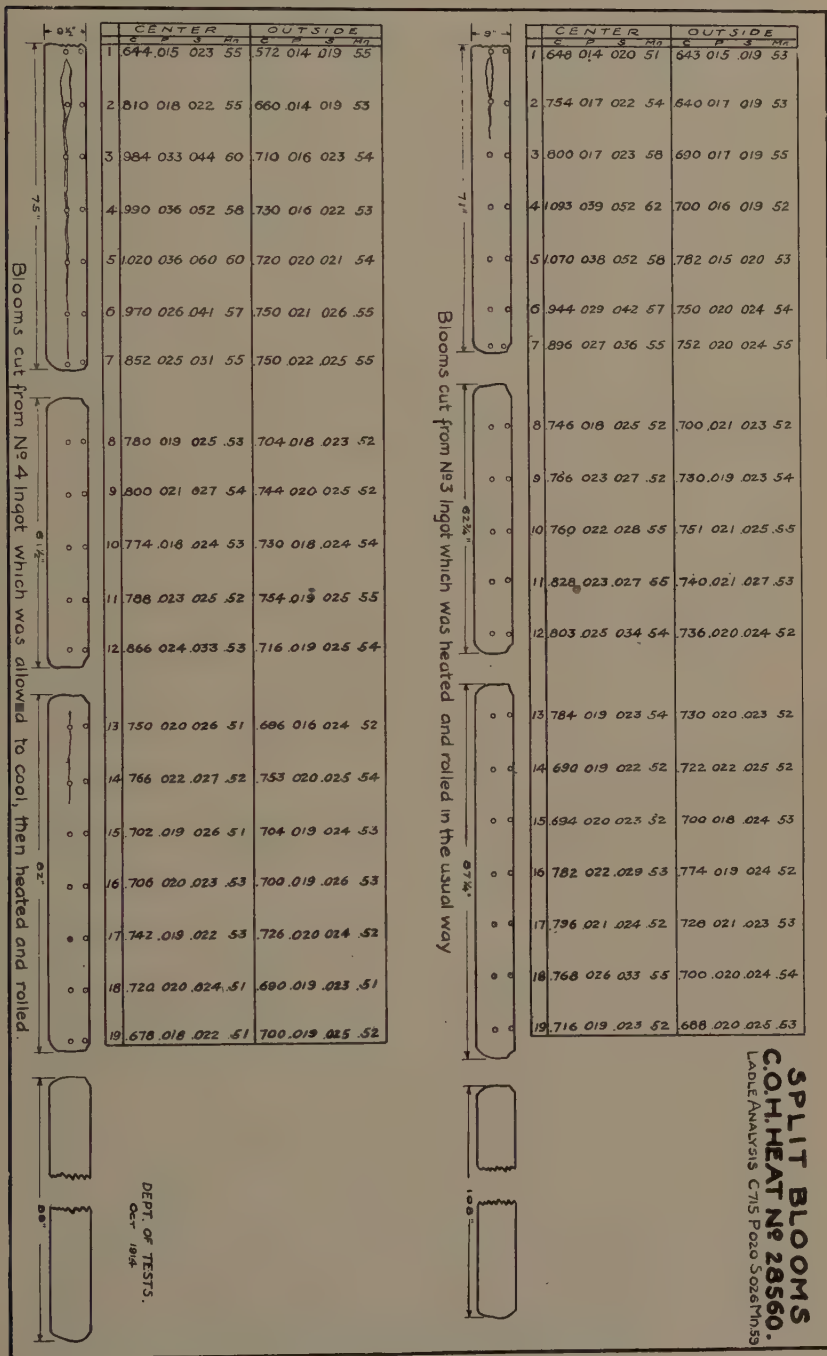 SPLIT BLOOMS
C.O.H. HEAT Nº 28560.
LADLE ANALYSIS C.715 P.020 S.026 Mn.59
9½"
CENTER OUTSIDE
C P S Mn C P S Mn
1 .644 .015 023 55 .572 014 .019 55
2 .810 018 022 55 .660 .014 019 53
3 .984 033 044 60 .710 016 023 54
4 .990 036 052 58 .730 016 022 53
5 1.020 036 060 60 .720 020 021 54
6 .970 026 041 57 .750 021 026 .55
7 .852 025 031 55 .750 .022 .025 55
8 .780 019 025 .53 .704 018 .023 .52
9 .800 021 027 .54 .744 020 025 .52
10 .774 .018 .024 53 .730 018 .024 54
11 .788 .023 025 .52 .754 .019 025 55
12 .866 024 .033 .53 .716 .019 025 .54
13 .750 020 026 .51 .686 016 024 52
14 .766 .022 .027 .52 .753 020 .025 .54
15 .702 .019 026 51 .704 019 024 .53
16 .706 020 .023 .53 .700 .019 .026 53
17 .742 .019 .022 53 .726 .020 024 .52
18 .720 020 .024 .51 .690 .019 .023 .51
19 .678 .018 .022 .51 .700 .019 .025 .52
75"
81½"
82"
88"
Blooms cut from Nº 4 Ingot which was allowed to cool, then heated and rolled.
9"
CENTER OUTSIDE
C P S Mn C P S Mn
1 .648 014 020 51 .643 015 .019 53
2 .754 017 022 54 .640 017 019 53
3 .800 017 023 58 .690 017 019 55
4 1.093 039 052 62 .700 016 019 52
5 1.070 038 052 58 .782 015 020 53
6 .944 029 042 57 .750 020 024 54
7 .896 027 036 55 .752 020 024 55
8 .746 018 025 52 .700 .021 023 52
9 .766 023 027 .52 .730 .019 .023 54
10 .760 022 028 55 .751 021 .025 .55
11 .828 .023 .027 55 .740 .021 .027 .53
12 .803 .025 034 54 .736 .020 .024 .52
13 .784 .019 .023 .54 .730 020 .023 52
14 .690 .019 .022 52 .722 .022 .025 .52
15 .694 020 023 52 .700 018 .024 53
16 .782 022 .029 53 .774 019 024 52
17 .796 .021 .024 .52 .728 021 .023 53
18 .768 026 033 .55 .700 .020 .024 .54
19 .716 019 .023 52 .688 .020 .025 .53
71"
82¾"
87¼"
108"
Blooms cut from Nº 3 Ingot which was heated and rolled in the usual way
DEPT. OF TESTS.
OCT 1914